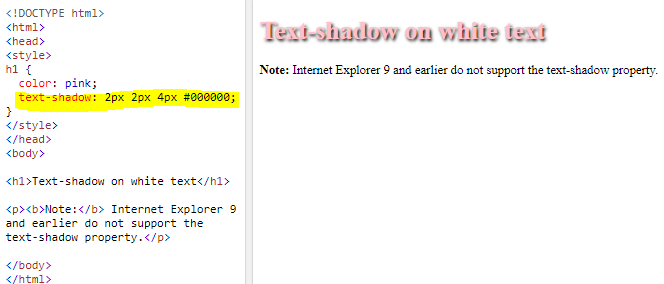 <!DOCTYPE html>
<html>
<head>
<style>
h1 {
  color: pink;
  text-shadow: 2px 2px 4px #000000;
}
</style>
</head>
<body>

<h1>Text-shadow on white text</h1>

<p><b>Note:</b> Internet Explorer 9
and earlier do not support the
text-shadow property.</p>

</body>
</html>

Text-shadow on white text
Note: Internet Explorer 9 and earlier do not support the text-shadow property.